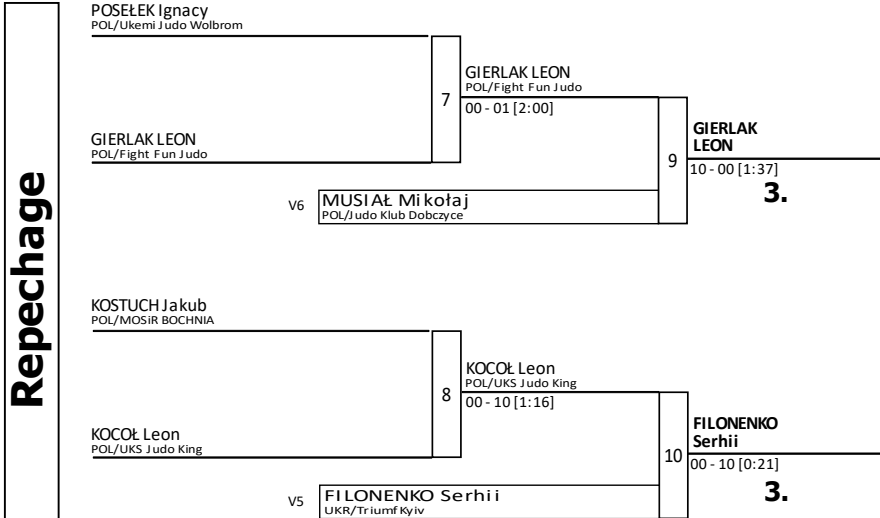 Repechage
POSEŁEK Ignacy
POL/Ukemi Judo Wolbrom
GIERLAK LEON
POL/Fight Fun Judo
7
GIERLAK LEON
POL/Fight Fun Judo
00 - 01 [2:00]
V6
MUSIAŁ Mikołaj
POL/Judo Klub Dobczyce
9
GIERLAK
LEON
10 - 00 [1:37]
3.
KOSTUCH Jakub
POL/MOSiR BOCHNIA
KOCOŁ Leon
POL/UKS Judo King
8
KOCOŁ Leon
POL/UKS Judo King
00 - 10 [1:16]
V5
FILONENKO Serhii
UKR/Triumf Kyiv
10
FILONENKO
Serhii
00 - 10 [0:21]
3.